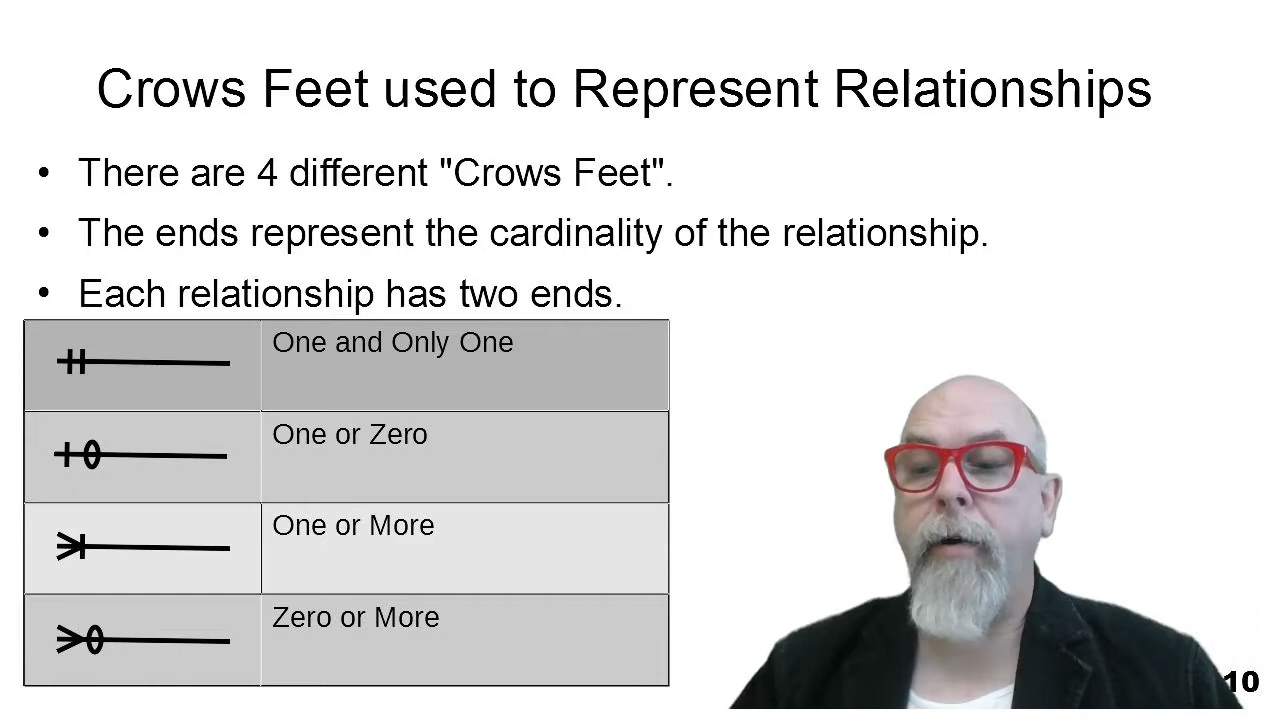 Crows Feet used to Represent Relationships
• There are 4 different "Crows Feet".
• The ends represent the cardinality of the relationship.
• Each relationship has two ends.
One and Only One
One or Zero
One or More
Zero or More
10